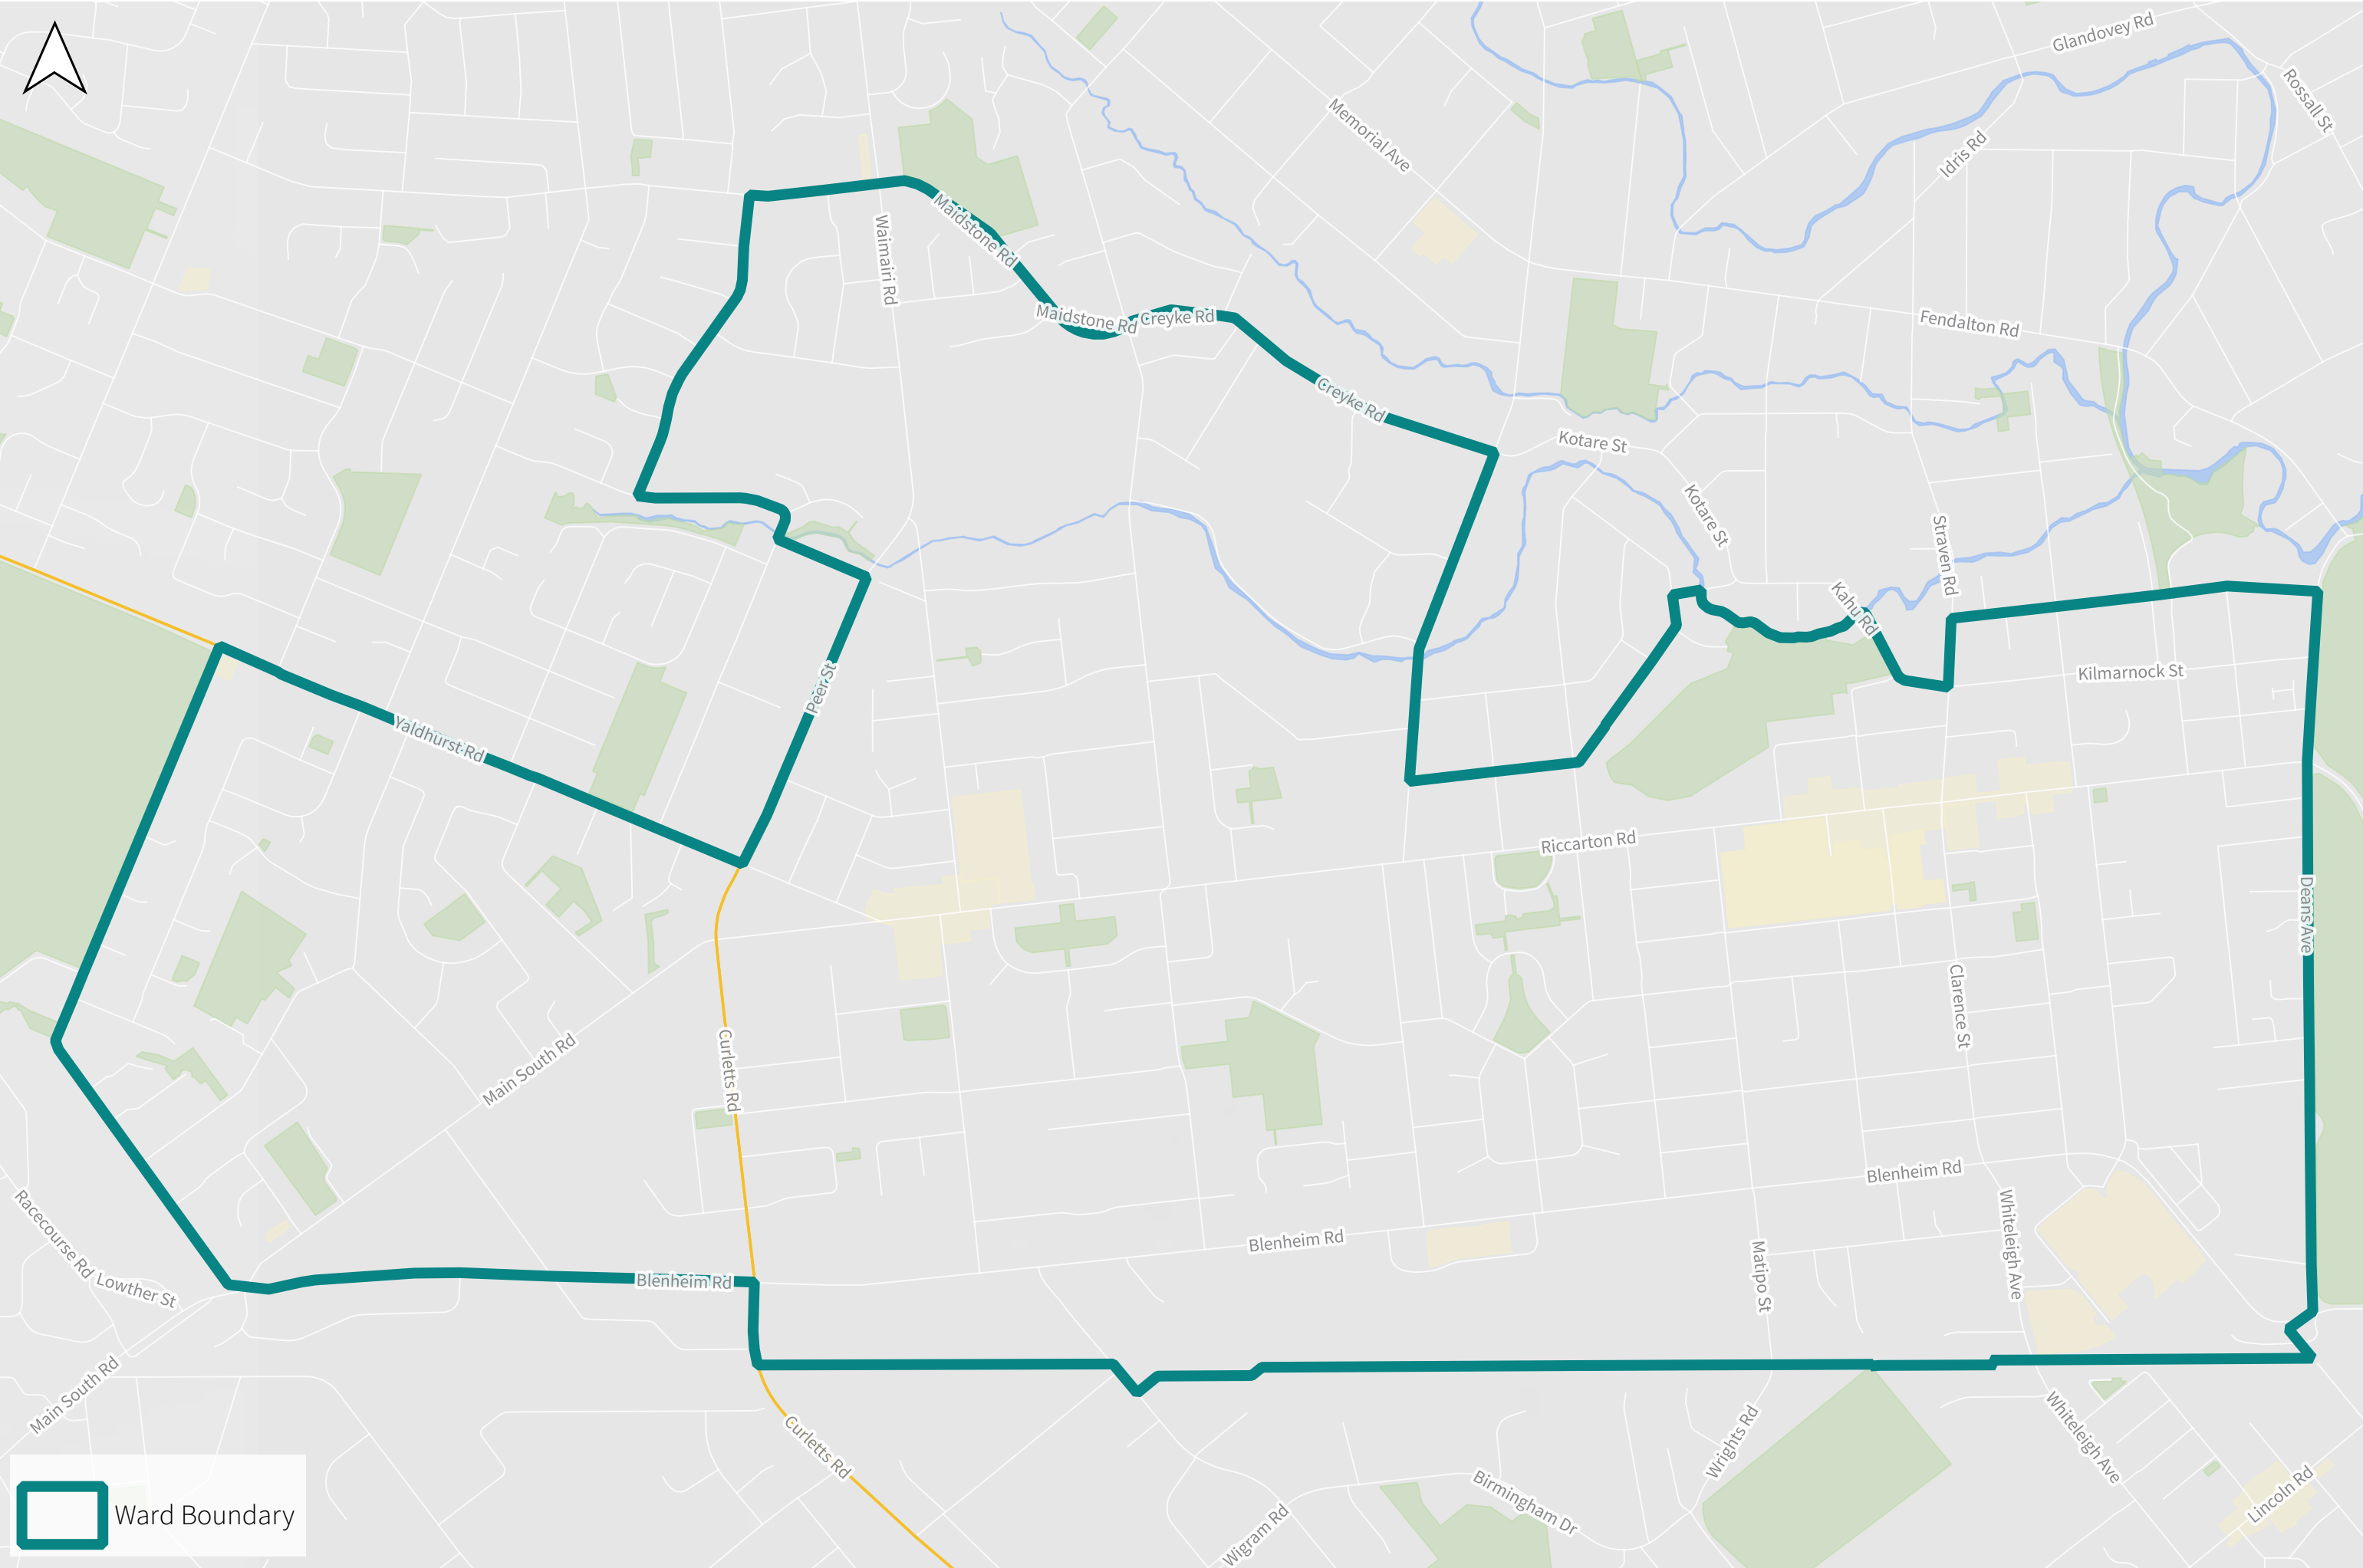 Glandovey Rd
Rossall St
Memorial Ave
Idris Rd
Waimairi Rd
Maidstone Rd
Maidstone Rd
Creyke Rd
Fendalton Rd
Creyke Rd
Kotare St
Kotare St
Straven Rd
Kahu Rd
Peer St
Kilmarnock St
Yaldhurst Rd
Riccarton Rd
Deans Ave
Clarence St
Main South Rd
Curletts Rd
Blenheim Rd
Racecourse Rd
Whiteleigh Ave
Blenheim Rd
Matipo St
Lowther St
Blenheim Rd
Main South Rd
Curletts Rd
Wrights Rd
Whiteleigh Ave
Birmingham Dr
Lincoln Rd
Wigram Rd
Ward Boundary